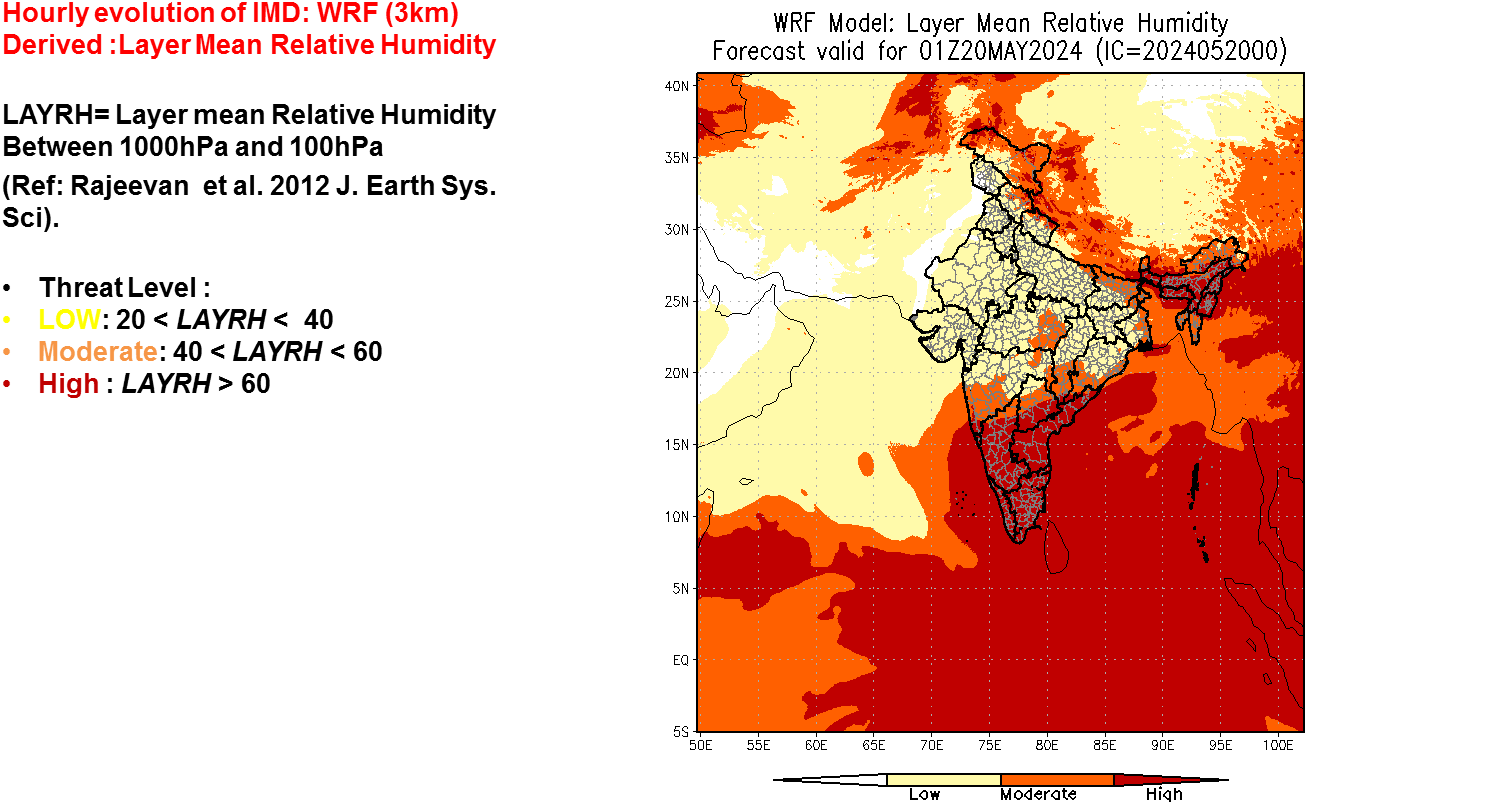 Hourly evolution of IMD: WRF (3km)
Derived :Layer Mean Relative Humidity
LAYRH= Layer mean Relative Humidity
Between 1000hPa and 100hPa
(Ref: Rajeevan et al. 2012 J. Earth Sys.
Sci).
• Threat Level :
• LOW: 20 < LAYRH < 40
• Moderate: 40 < LAYRH < 60
• High : LAYRH > 60
WRF Model: Layer Mean Relative Humidity
Forecast valid for 01Z20MAY2024 (IC=2024052000)
40N
35N
30N
25N
20N
15N
10N
5N
EQ
5S
50E 55E 60E 65E 70E 75E 80E 85E 90E 95E 100E
Low Moderate High